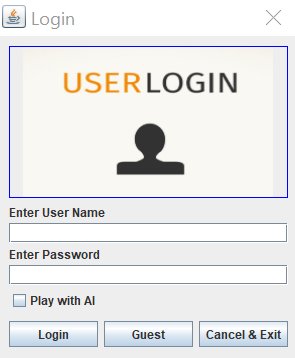 Login
USERLOGIN
Enter User Name
Enter Password
Play with AI
Login Guest Cancel & Exit